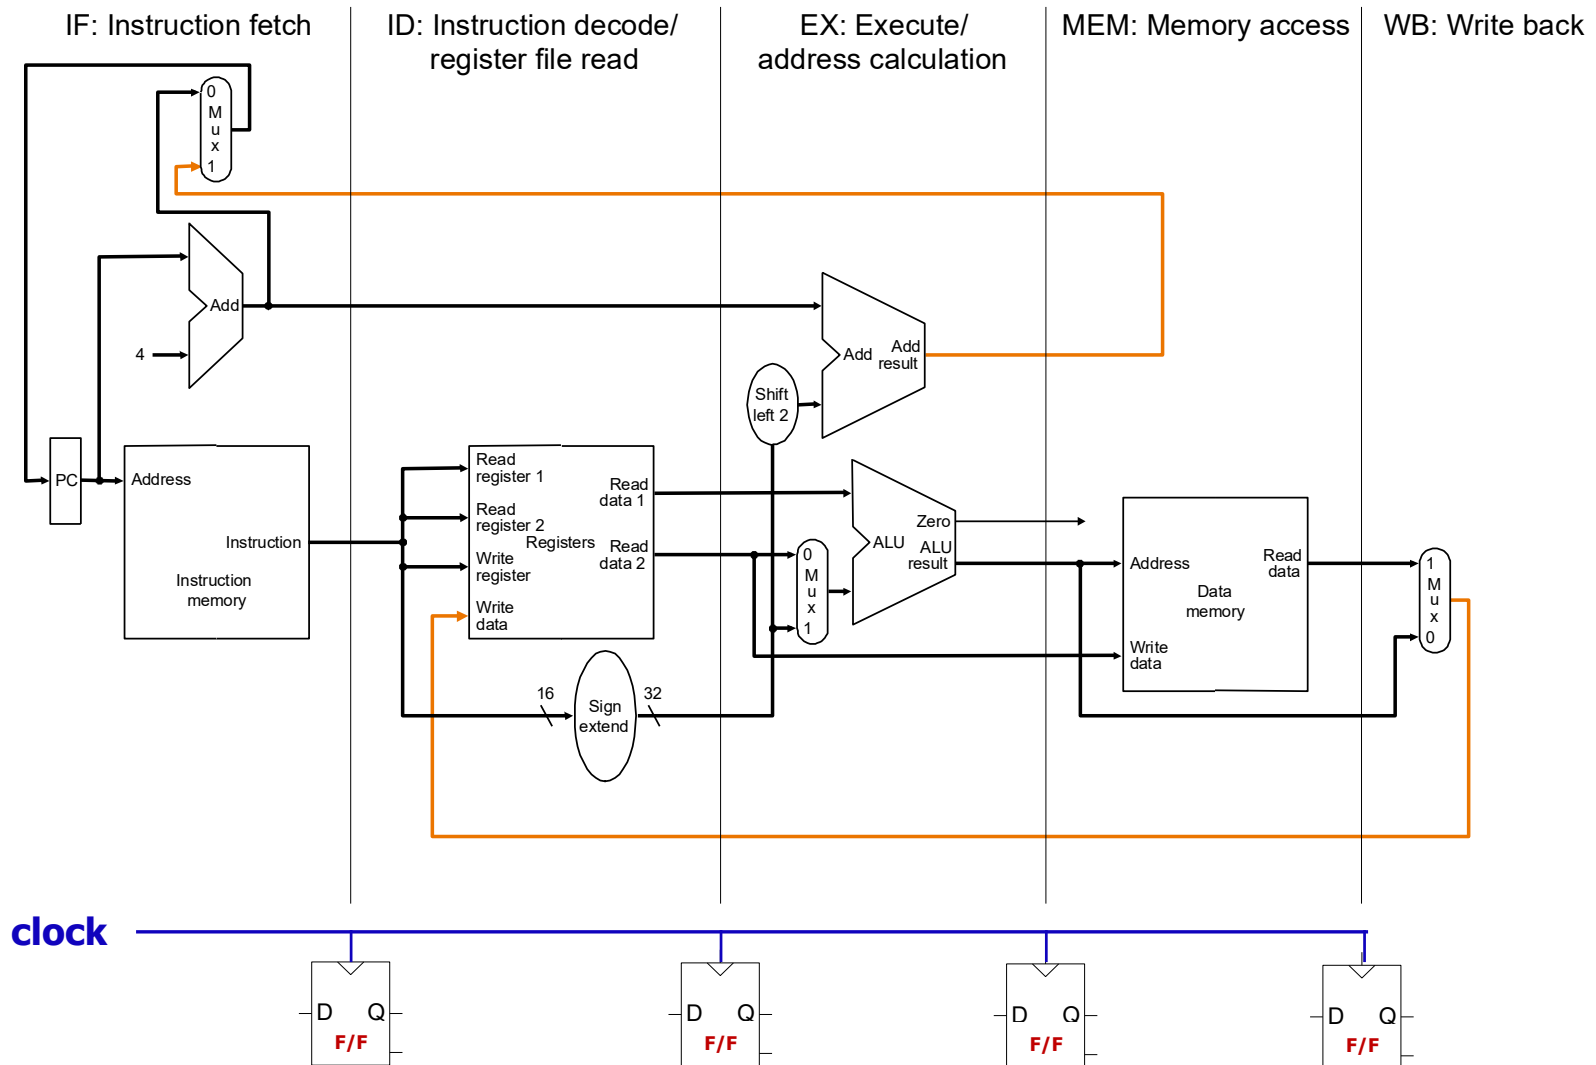 IF: Instruction fetch
ID: Instruction decode/
register file read
EX: Execute/
address calculation
MEM: Memory access
WB: Write back
0
M
u
x
1
Add
4
Add
Add
result
Shift
left 2
PC
Address
Instruction
Instruction
memory
Read
register 1
Read
register 2
Write
register
Write
data
Registers
Read
data 1
Read
data 2
0
M
u
x
1
Zero
ALU
ALU
result
Address
Read
data
Data
memory
Write
data
1
M
u
x
0
16
Sign
extend
32
clock
D Q
F/F
D Q
F/F
D Q
F/F
D Q
F/F